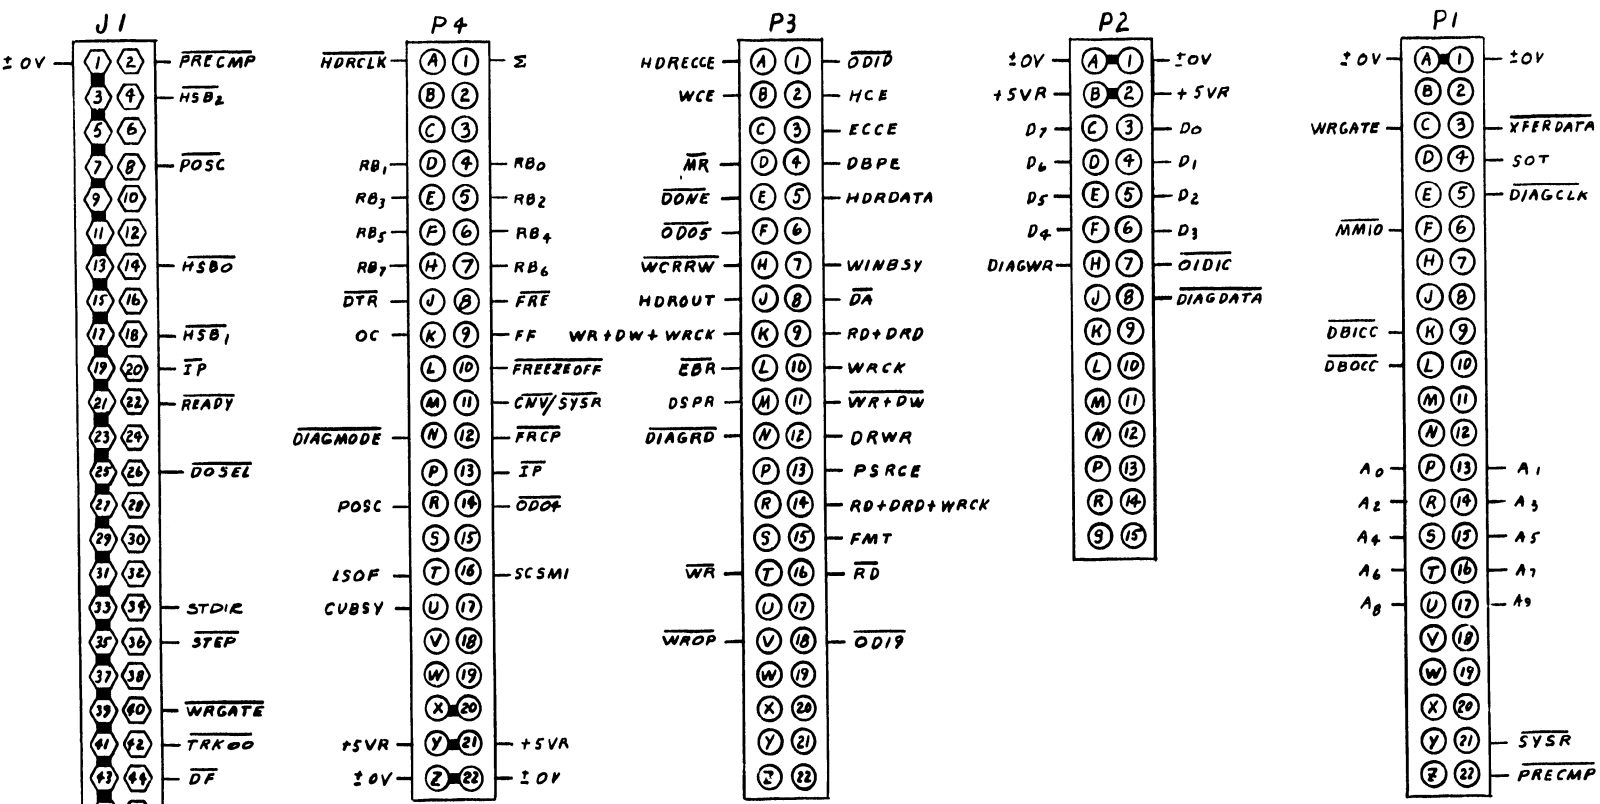 J1 P4 P3 P2 P1
± 0V 1 2 PRECMP HDRCLK A 1 Σ HDRECCE A 1 ODID ±0V A 1 ±0V ±0V A 1 ±0V
3 4 HSB2 B 2 WCE B 2 HCE +5VR B 2 +5VR B 2
5 6 C 3 C 3 ECCE D7 C 3 D0 WRGATE C 3 XFERDATA
7 8 POSC RB1 D 4 RB0 MR D 4 DBPE D6 D 4 D1 D 4 SOT
9 10 RB3 E 5 RB2 DONE E 5 HDRDATA D5 E 5 D2 E 5 DIAGCLK
11 12 RB5 F 6 RB4 OD05 F 6 D4 F 6 D3 MMIO F 6
13 14 HSB0 RB7 H 7 RB6 WCRRW H 7 WINBSY DIAGWR H 7 OIDIC H 7
15 16 DTR J 8 FRE HDROUT J 8 DA J 8 DIAGDATA J 8
17 18 HSB1 OC K 9 FF WR+DW+WRCK K 9 RD+DRD K 9 DBICC K 9
19 20 IP L 10 FREEZEOFF EBR L 10 WRCK L 10 DBOCC L 10
21 22 READY M 11 CNV/SYSR DSPR M 11 WR+DW M 11 M 11
23 24 DIAGMODE N 12 FRCP DIAGRD N 12 DRWR N 12 N 12
25 26 DOSEL P 13 IP P 13 PSRCE P 13 A0 P 13 A1
27 28 POSC R 14 OD04 R 14 RD+DRD+WRCK R 14 A2 R 14 A3
29 30 S 15 S 15 FMT S 15 A4 S 15 A5
31 32 LSOF T 16 SCSMI WR T 16 RD A6 T 16 A7
33 34 STDIR CUBSY U 17 U 17 A8 U 17 A9
35 36 STEP V 18 WROP V 18 OD19 V 18
37 38 W 19 W 19 W 19
39 40 WRGATE X 20 X 20 X 20
41 42 TRK00 +5VR Y 21 +5VR Y 21 Y 21 SYSR
43 44 DF ±0V Z 22 ±0V Z 22 Z 22 PRECMP